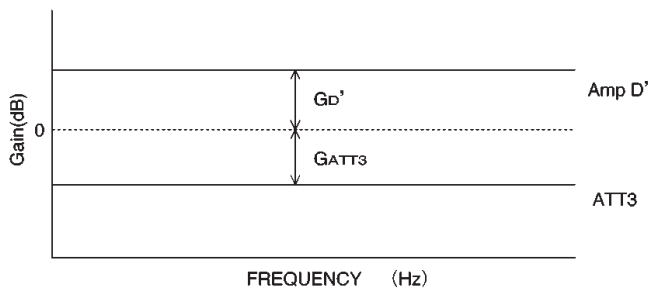 Amp D'
GD'
Gain(dB)
0
GATT3
ATT3
FREQUENCY (Hz)